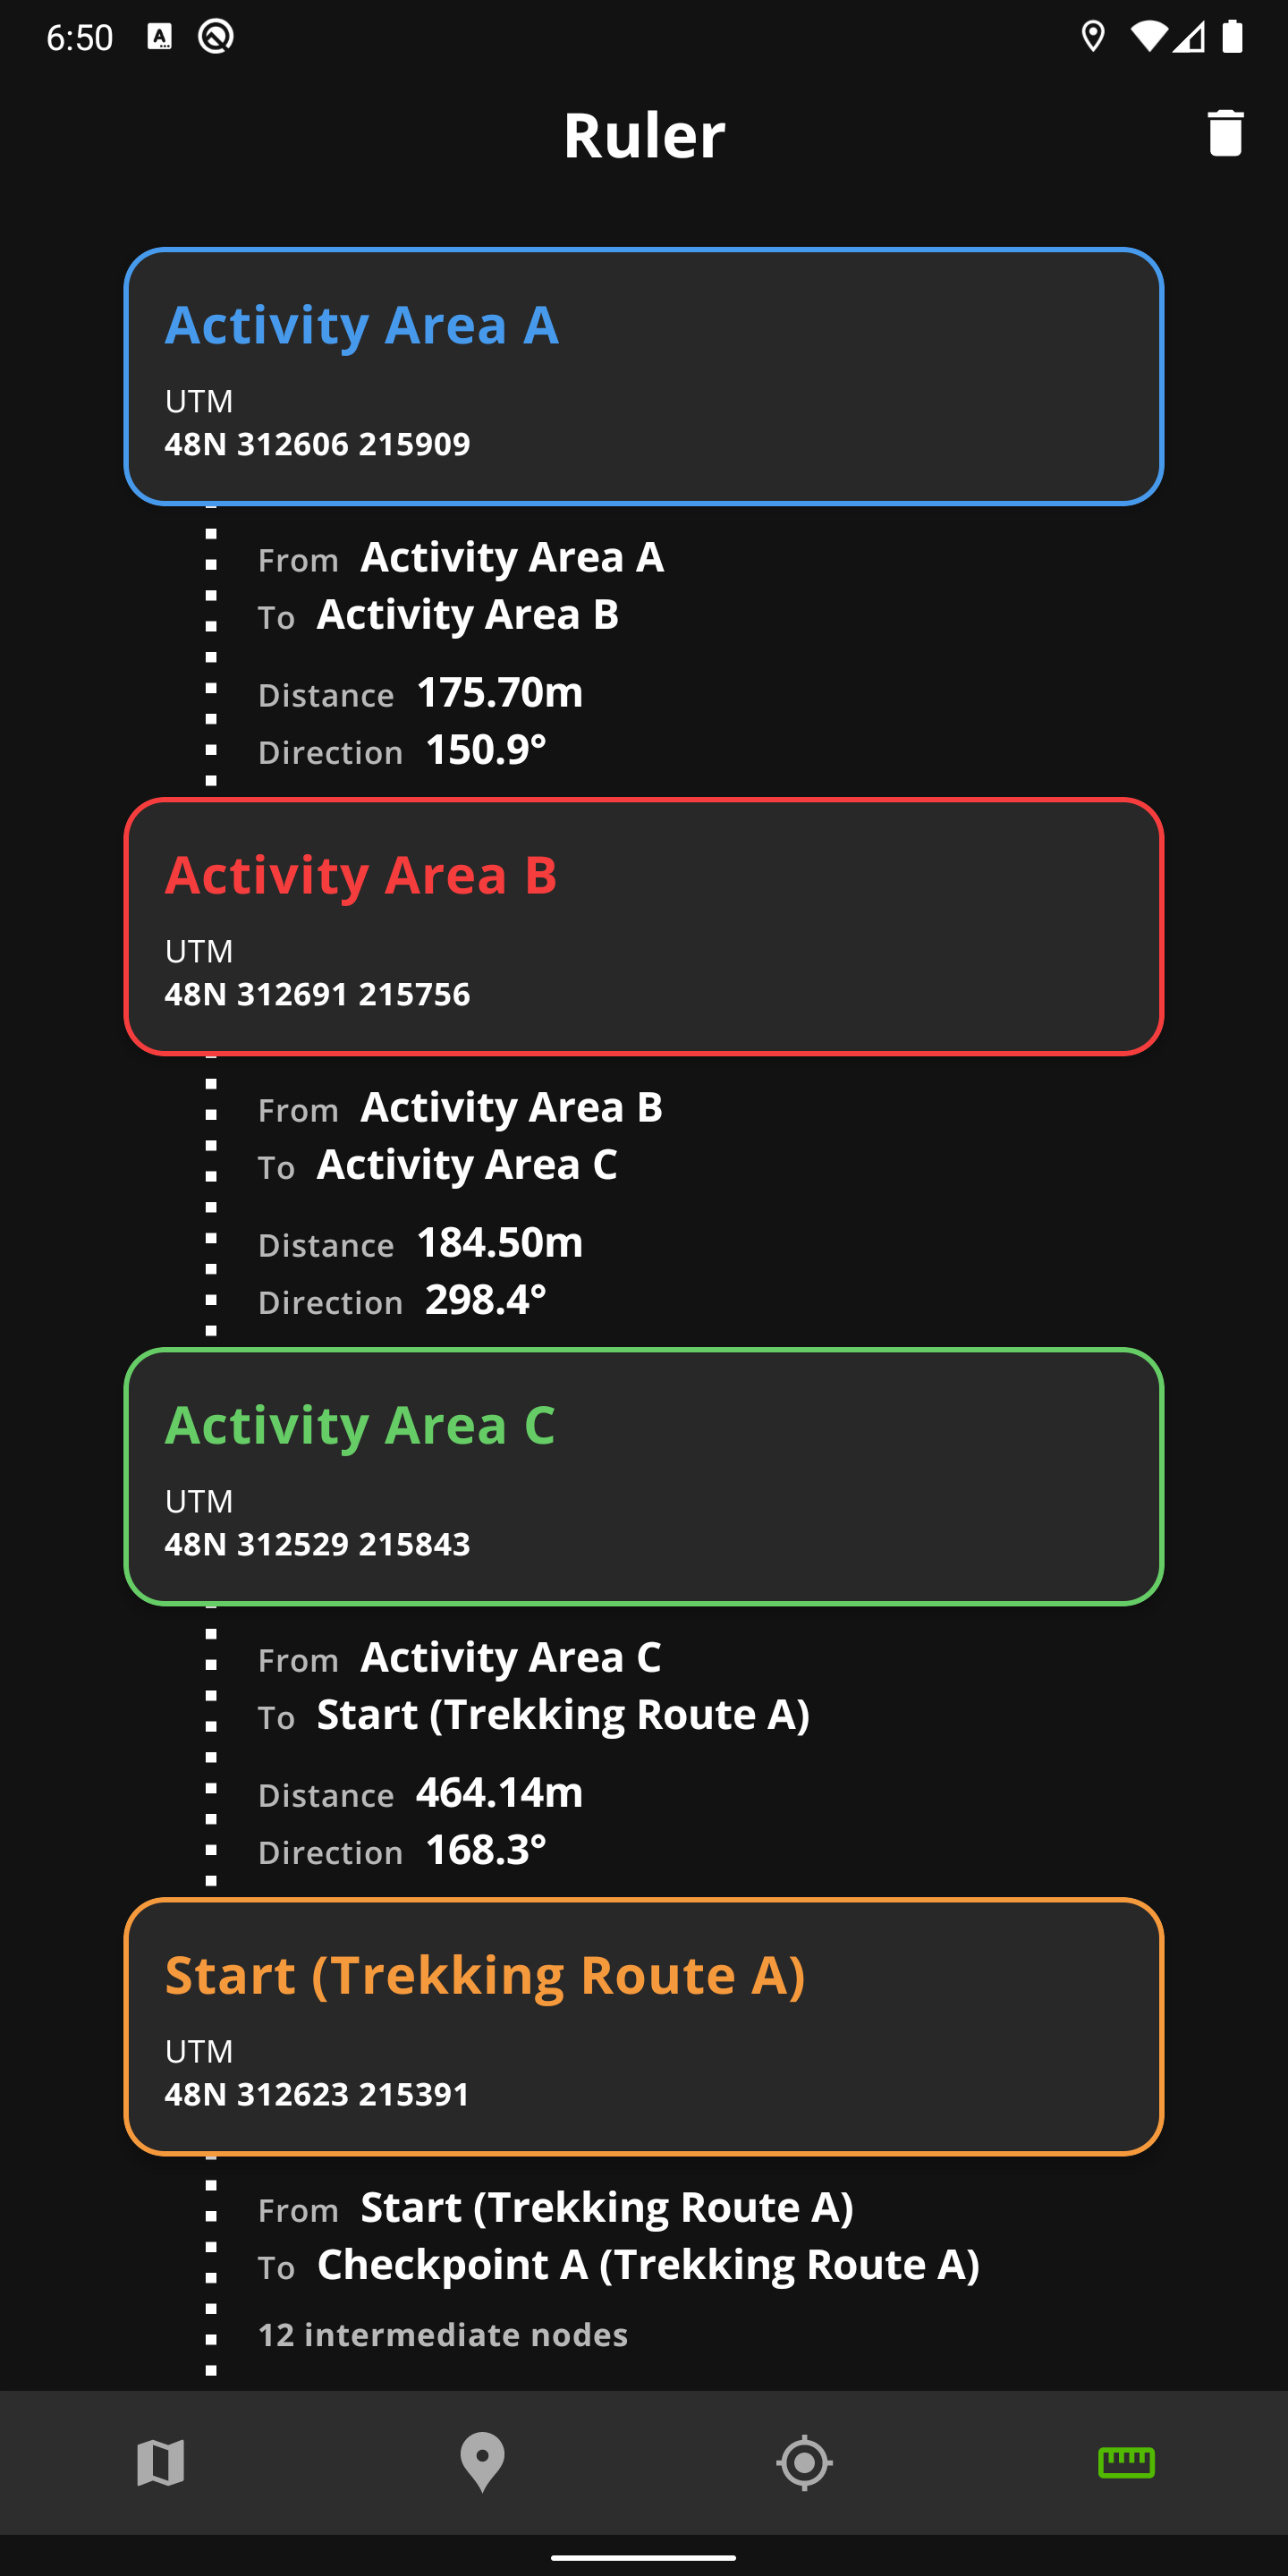 6:50
Ruler
Activity Area A
UTM
48N 312606 215909
From Activity Area A
To Activity Area B
Distance 175.70m
Direction 150.9°
Activity Area B
UTM
48N 312691 215756
From Activity Area B
To Activity Area C
Distance 184.50m
Direction 298.4°
Activity Area C
UTM
48N 312529 215843
From Activity Area C
To Start (Trekking Route A)
Distance 464.14m
Direction 168.3°
Start (Trekking Route A)
UTM
48N 312623 215391
From Start (Trekking Route A)
To Checkpoint A (Trekking Route A)
12 intermediate nodes